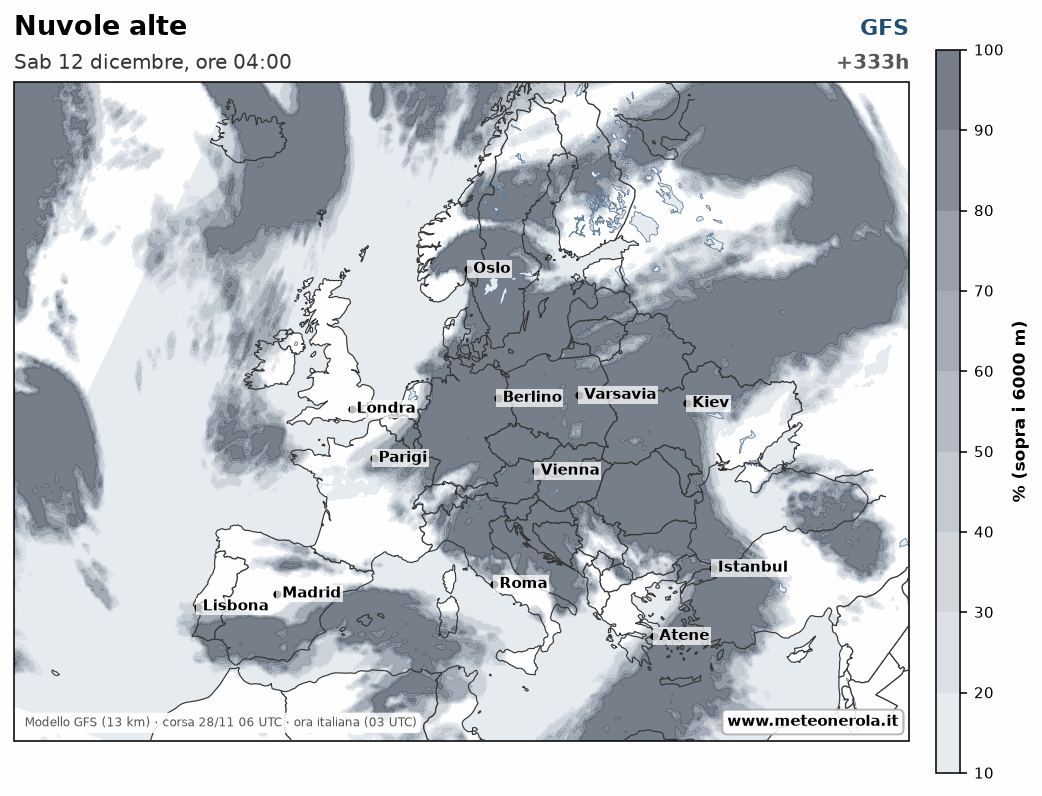 Nuvole alte
GFS
Sab 12 dicembre, ore 04:00
+333h
Oslo
Berlino
Varsavia
Kiev
Londra
Parigi
Vienna
Istanbul
Roma
Madrid
Lisbona
Atene
Modello GFS (13 km) · corsa 28/11 06 UTC · ora italiana (03 UTC)
www.meteonerola.it
100
90
80
70
60
50
40
30
20
10
% (sopra i 6000 m)